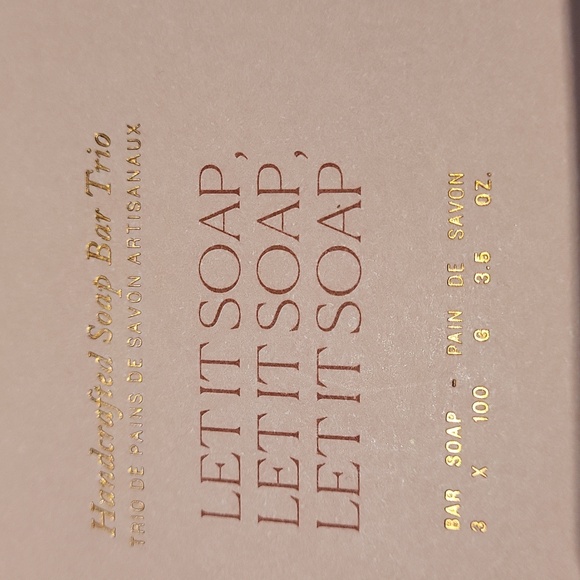 Handcrafted Soap Bar Trio
TRIO DE PAINS DE SAVON ARTISANAUX
LET IT SOAP,
LET IT SOAP,
LET IT SOAP
BAR SOAP - PAIN DE SAVON
3 X 100 G 3.5 OZ.